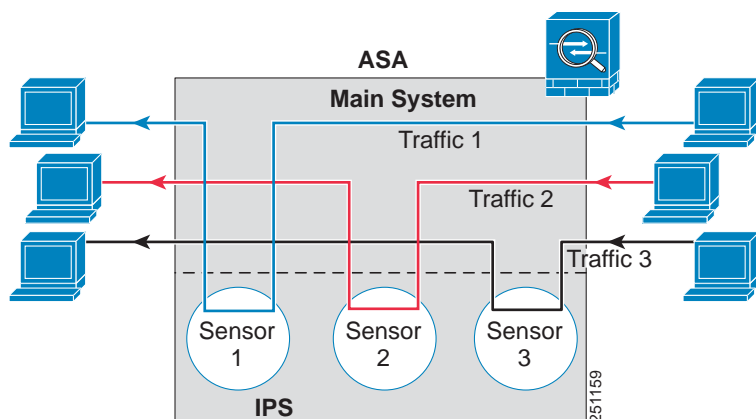 ASA
Main System
Traffic 1
Traffic 2
Traffic 3
Sensor
1
Sensor
2
Sensor
3
IPS
251159